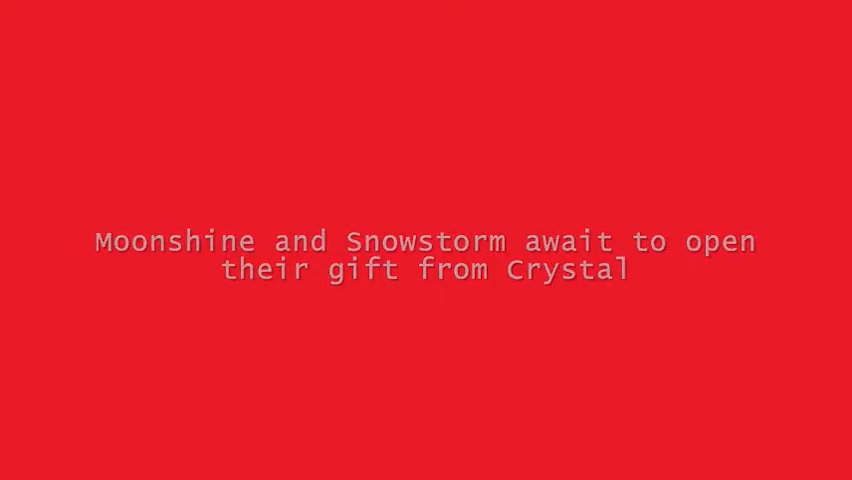 Moonshine and Snowstorm await to open
their gift from Crystal